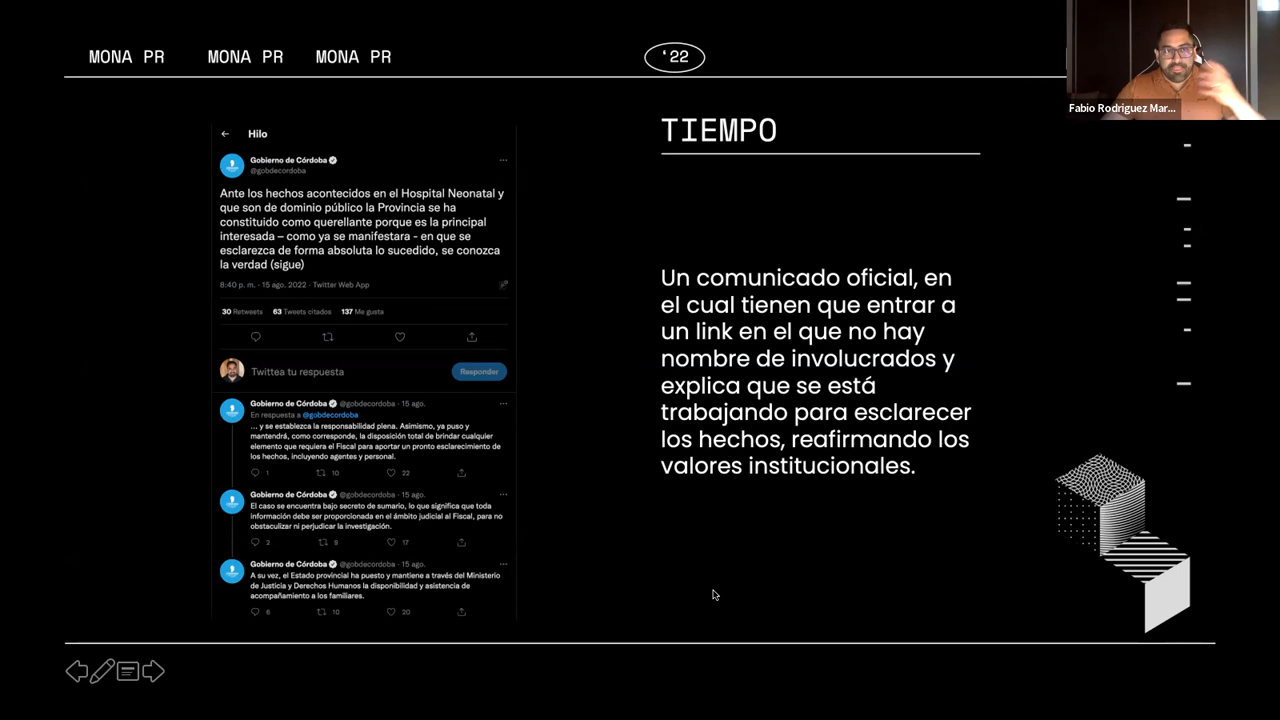 MONA PR MONA PR MONA PR
‘22
Fabio Rodriguez Mar...
TIEMPO
Hilo
Gobierno de Córdoba
@gobdecordoba
Ante los hechos acontecidos en el Hospital Neonatal y
que son de dominio público la Provincia se ha
constituido como querellante porque es la principal
interesada – como ya se manifestara - en que se
esclarezca de forma absoluta lo sucedido, se conozca
la verdad (sigue)
8:40 p. m. · 15 ago. 2022 · Twitter Web App
30 Retweets 63 Tweets citados 137 Me gusta
Twittea tu respuesta
Responder
Gobierno de Córdoba @gobdecordoba · 15 ago.
En respuesta a @gobdecordoba
... y se establezca la responsabilidad plena. Asimismo, ya puso y
mantendrá, como corresponde, la disposición total de brindar cualquier
elemento que requiera el Fiscal para aportar un pronto esclarecimiento de
los hechos, incluyendo agentes y personal.
1 10 22
Gobierno de Córdoba @gobdecordoba · 15 ago.
El caso se encuentra bajo secreto de sumario, lo que significa que toda
información debe ser proporcionada en el ámbito judicial al Fiscal, para no
obstaculizar ni perjudicar la investigación.
2 9 17
Gobierno de Córdoba @gobdecordoba · 15 ago.
A su vez, el Estado provincial ha puesto y mantiene a través del Ministerio
de Justicia y Derechos Humanos la disponibilidad y asistencia de
acompañamiento a los familiares.
6 10 20
Un comunicado oficial, en
el cual tienen que entrar a
un link en el que no hay
nombre de involucrados y
explica que se está
trabajando para esclarecer
los hechos, reafirmando los
valores institucionales.